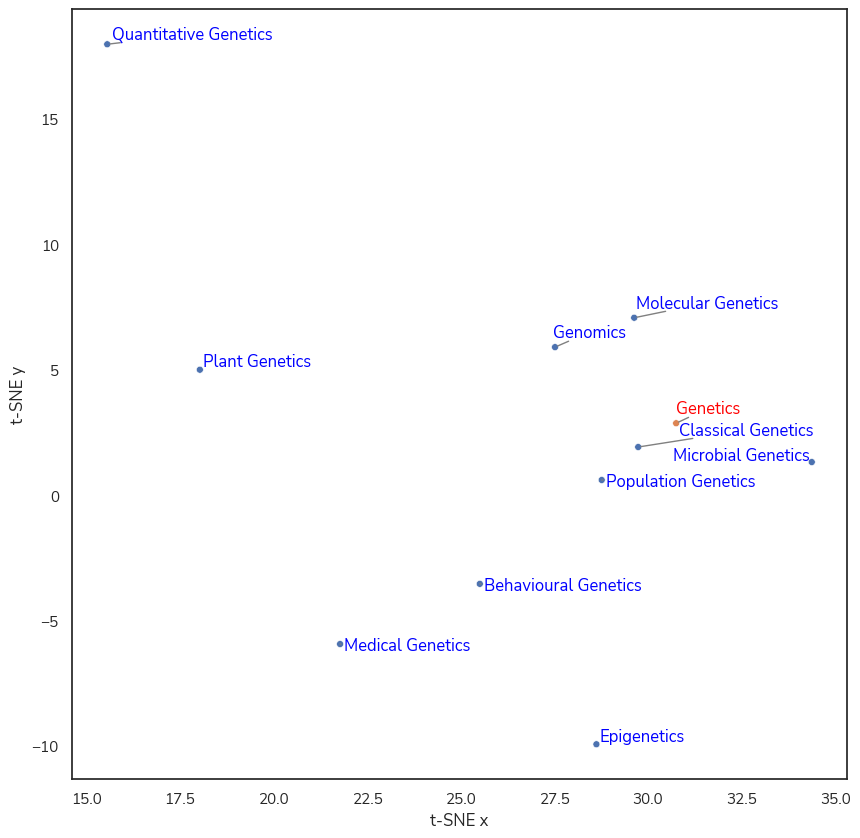 Quantitative Genetics
15
10
Molecular Genetics
Genomics
Plant Genetics
5
Genetics
Classical Genetics
Microbial Genetics
Population Genetics
0
Behavioural Genetics
−5
Medical Genetics
Epigenetics
−10
t-SNE y
15.0 17.5 20.0 22.5 25.0 27.5 30.0 32.5 35.0
t-SNE x